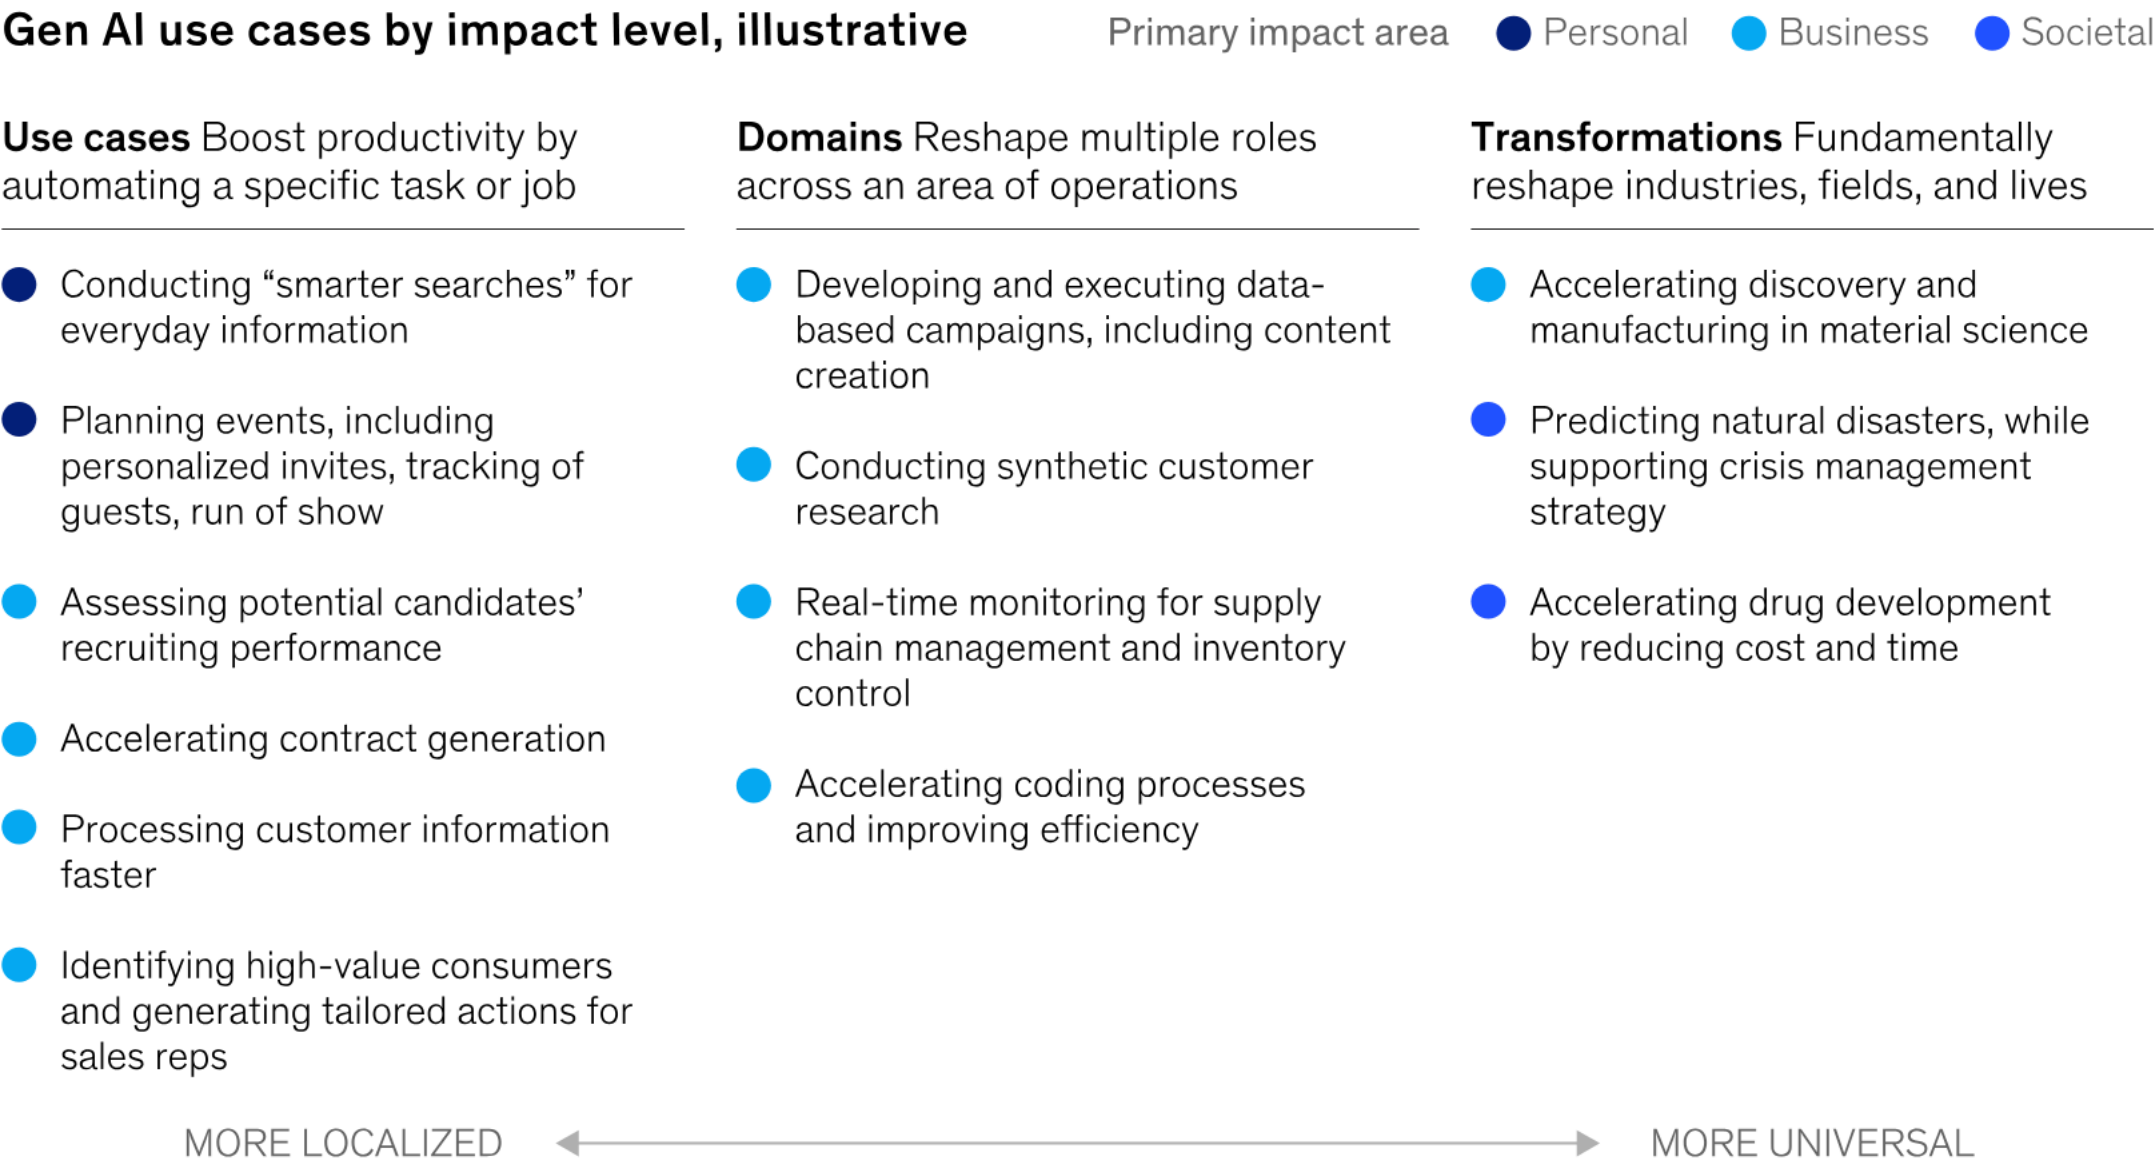 Gen AI use cases by impact level, illustrative
Primary impact area
Personal
Business
Societal
Use cases Boost productivity by
automating a specific task or job
Conducting “smarter searches” for
everyday information
Planning events, including
personalized invites, tracking of
guests, run of show
Assessing potential candidates’
recruiting performance
Accelerating contract generation
Processing customer information
faster
Identifying high-value consumers
and generating tailored actions for
sales reps
Domains Reshape multiple roles
across an area of operations
Developing and executing data-
based campaigns, including content
creation
Conducting synthetic customer
research
Real-time monitoring for supply
chain management and inventory
control
Accelerating coding processes
and improving efficiency
Transformations Fundamentally
reshape industries, fields, and lives
Accelerating discovery and
manufacturing in material science
Predicting natural disasters, while
supporting crisis management
strategy
Accelerating drug development
by reducing cost and time
MORE LOCALIZED
MORE UNIVERSAL